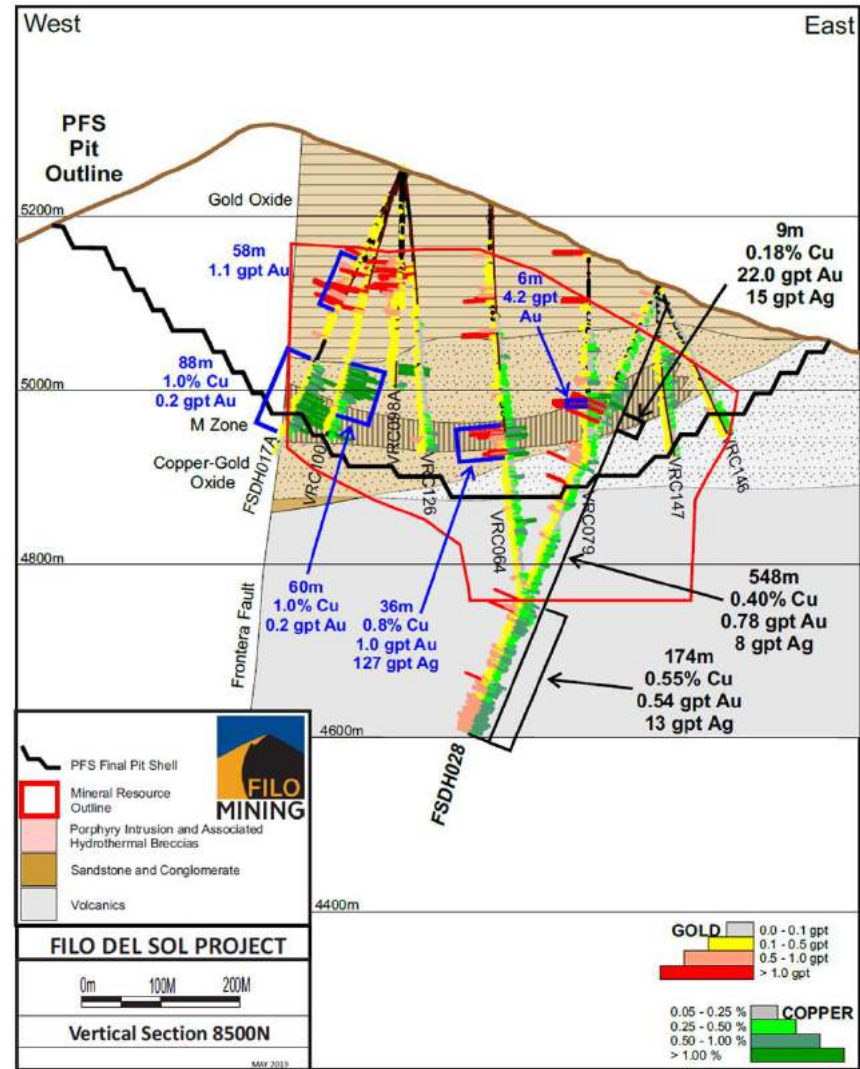 West
East
PFS
Pit
Outline
Gold Oxide
5200m
58m
1.1 gpt Au
6m
4.2 gpt
Au
9m
0.18% Cu
22.0 gpt Au
15 gpt Ag
5000m
88m
1.0% Cu
0.2 gpt Au
M Zone
Copper-Gold
Oxide
FSDH017A
VRC100
VRC098A
VRC126
VRC064
VRC079
VRC147
VRC146
4800m
60m
1.0% Cu
0.2 gpt Au
36m
0.8% Cu
1.0 gpt Au
127 gpt Ag
548m
0.40% Cu
0.78 gpt Au
8 gpt Ag
174m
0.55% Cu
0.54 gpt Au
13 gpt Ag
Frontera Fault
4600m
FSDH028
PFS Final Pit Shell
Mineral Resource
Outline
Porphyry Intrusion and Associated
Hydrothermal Breccias
Sandstone and Conglomerate
Volcanics
FILO
MINING
4400m
FILO DEL SOL PROJECT
0m 100M 200M
Vertical Section 8500N
MAY 2019
GOLD
0.0 - 0.1 gpt
0.1 - 0.5 gpt
0.5 - 1.0 gpt
> 1.0 gpt
COPPER
0.05 - 0.25 %
0.25 - 0.50 %
0.50 - 1.00 %
> 1.00 %